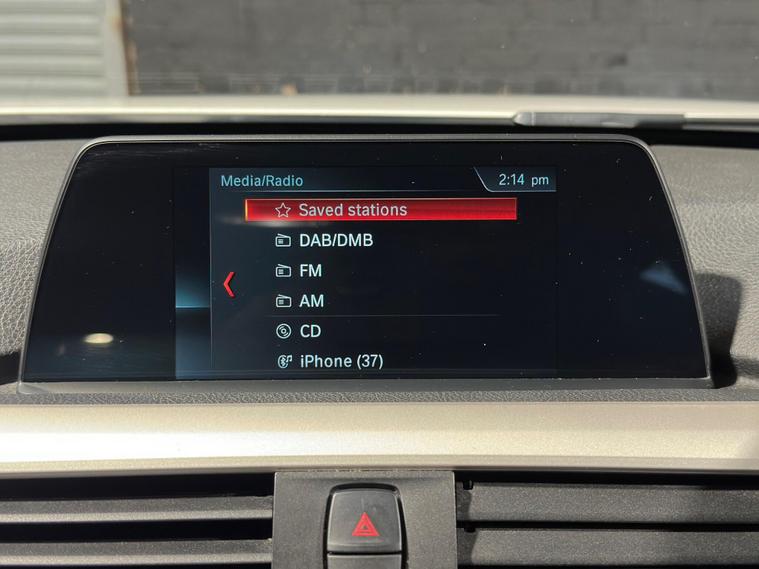 Media/Radio
2:14 pm
Saved stations
DAB/DMB
FM
AM
CD
iPhone (37)